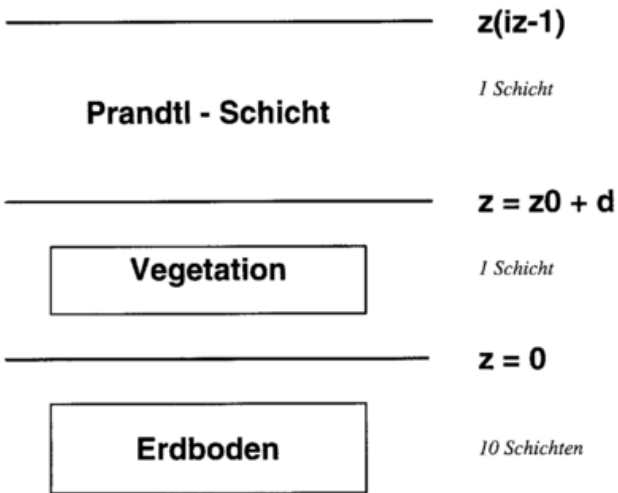 z(iz-1)
1 Schicht
Prandtl - Schicht
z = z0 + d
Vegetation
1 Schicht
z = 0
Erdboden
10 Schichten